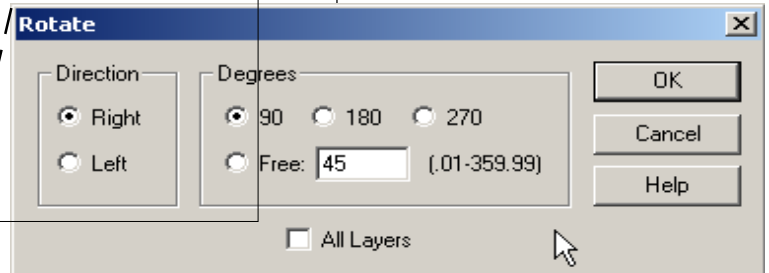 Rotate
Direction Degrees OK
Right 90 180 270
Cancel
Left Free: 45 (.01-359.99)
Help
All Layers